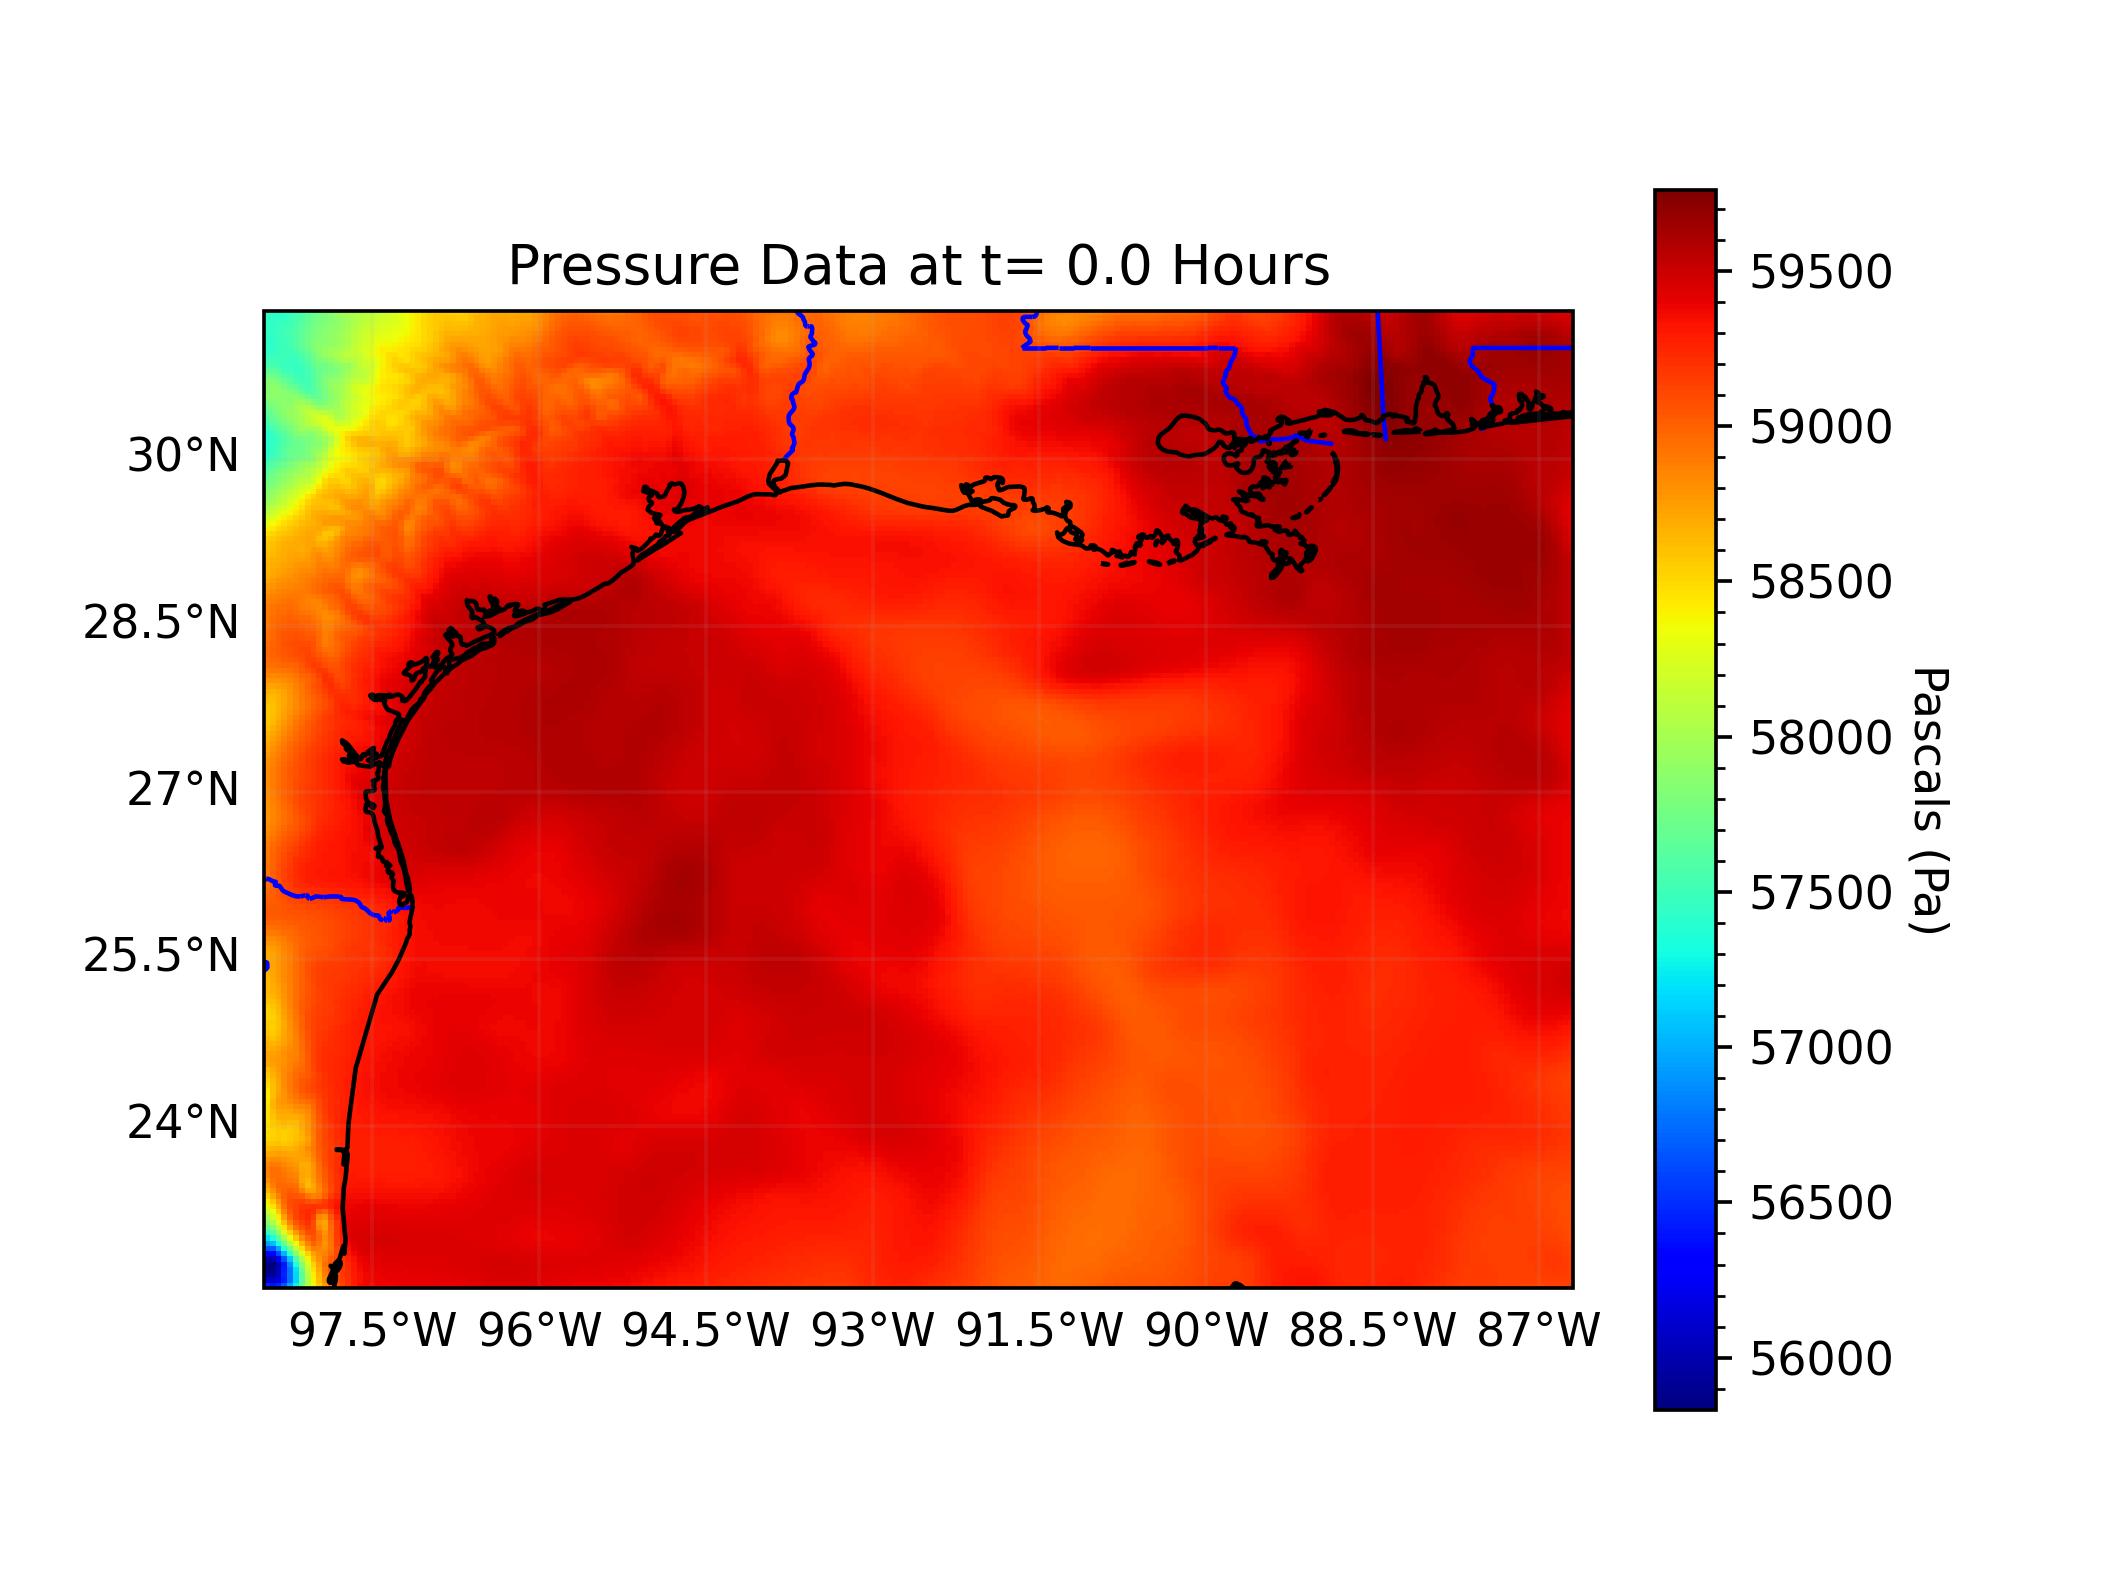 Pressure Data at t= 0.0 Hours
30°N
28.5°N
27°N
25.5°N
24°N
97.5°W 96°W 94.5°W 93°W 91.5°W 90°W 88.5°W 87°W
59500
59000
58500
58000
57500
57000
56500
56000
Pascals (Pa)